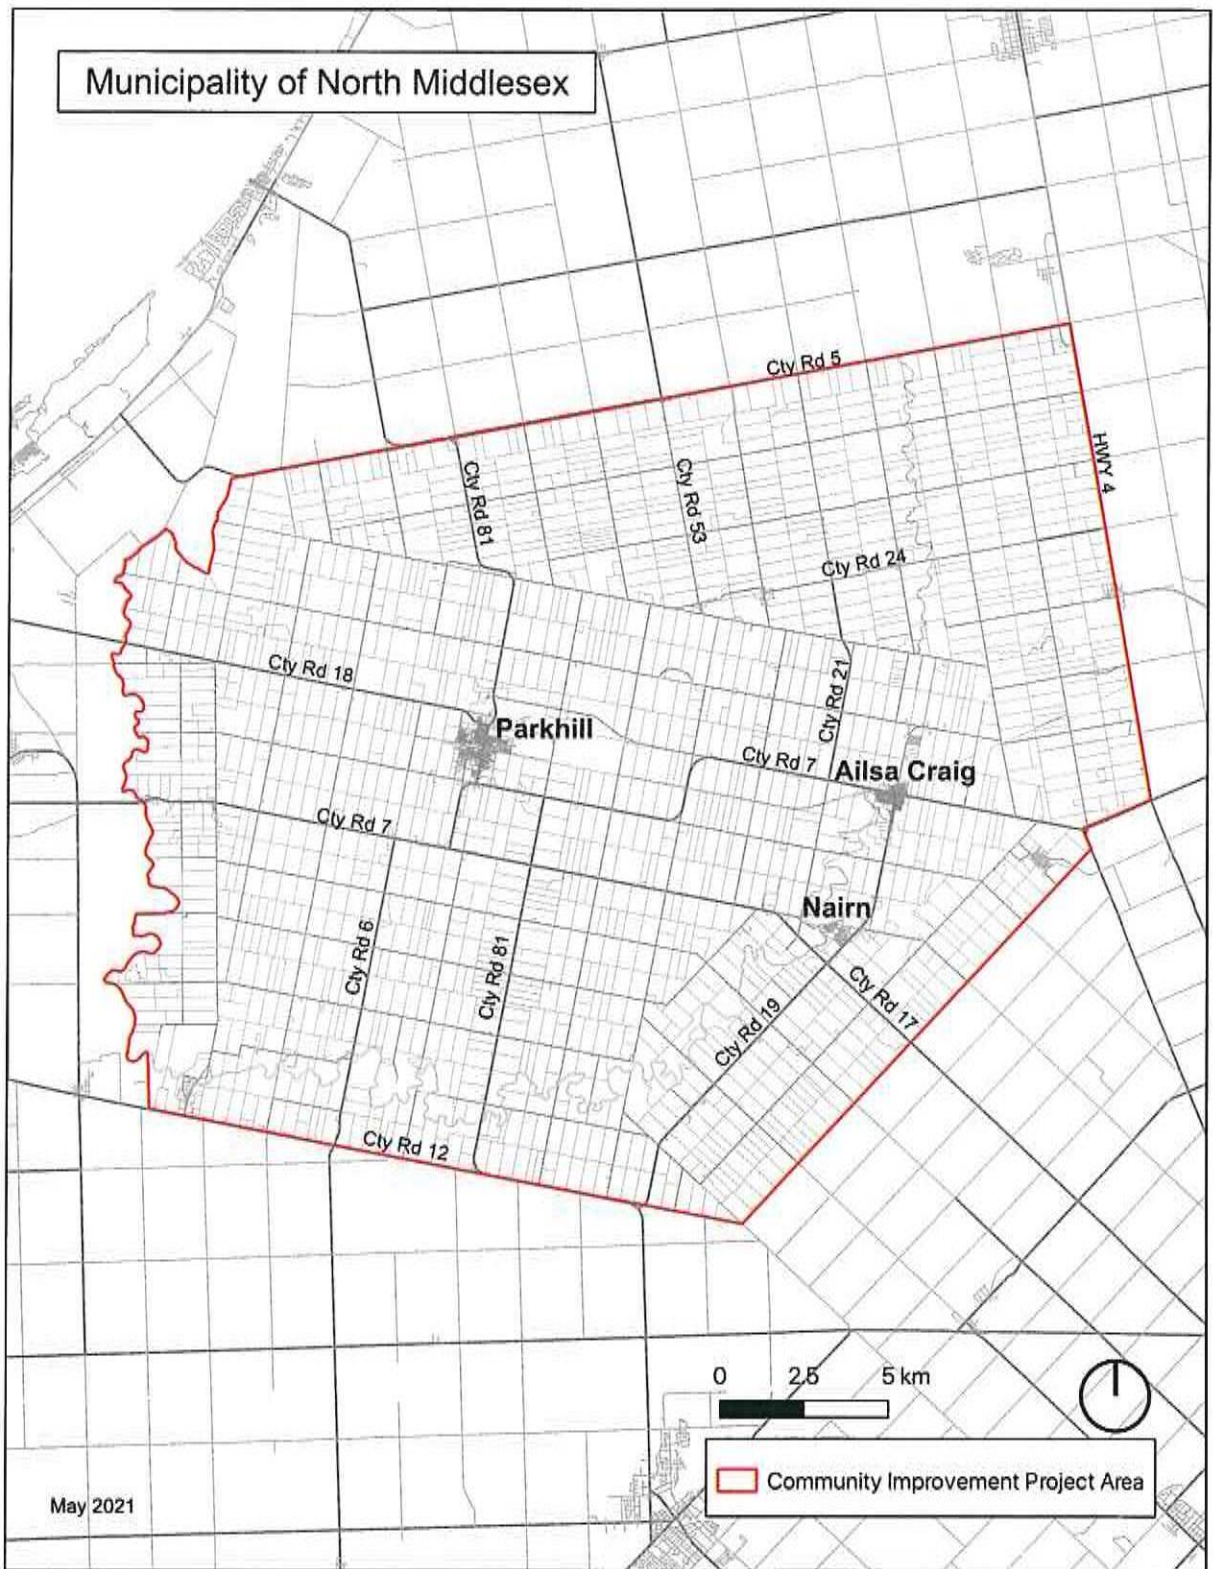 Municipality of North Middlesex
Cty Rd 5
HWY 4
Cty Rd 81
Cty Rd 53
Cty Rd 24
Cty Rd 18
Cty Rd 21
Parkhill
Cty Rd 7
Ailsa Craig
Cty Rd 7
Nairn
Cty Rd 6
Cty Rd 81
Cty Rd 17
Cty Rd 19
Cty Rd 12
0 2.5 5 km
Community Improvement Project Area
May 2021